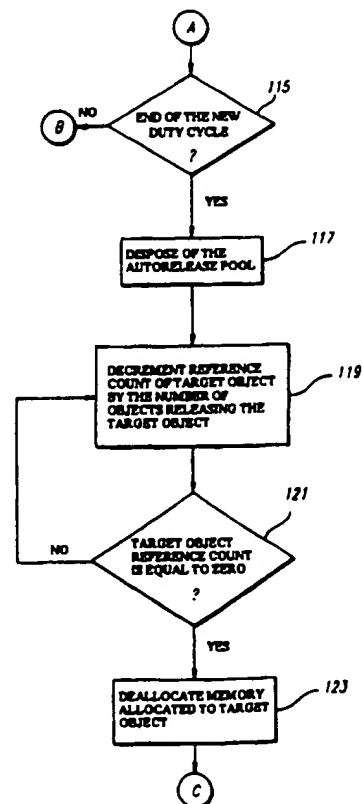 A
115
END OF THE NEW
DUTY CYCLE
?
NO
B
YES
117
DISPOSE OF THE
AUTORELEASE POOL
DECREMENT REFERENCE
COUNT OF TARGET OBJECT
BY THE NUMBER OF
OBJECTS RELEASING THE
TARGET OBJECT
119
121
TARGET OBJECT
REFERENCE COUNT
IS EQUAL TO ZERO
?
NO
YES
123
DEALLOCATE MEMORY
ALLOCATED TO TARGET
OBJECT
C